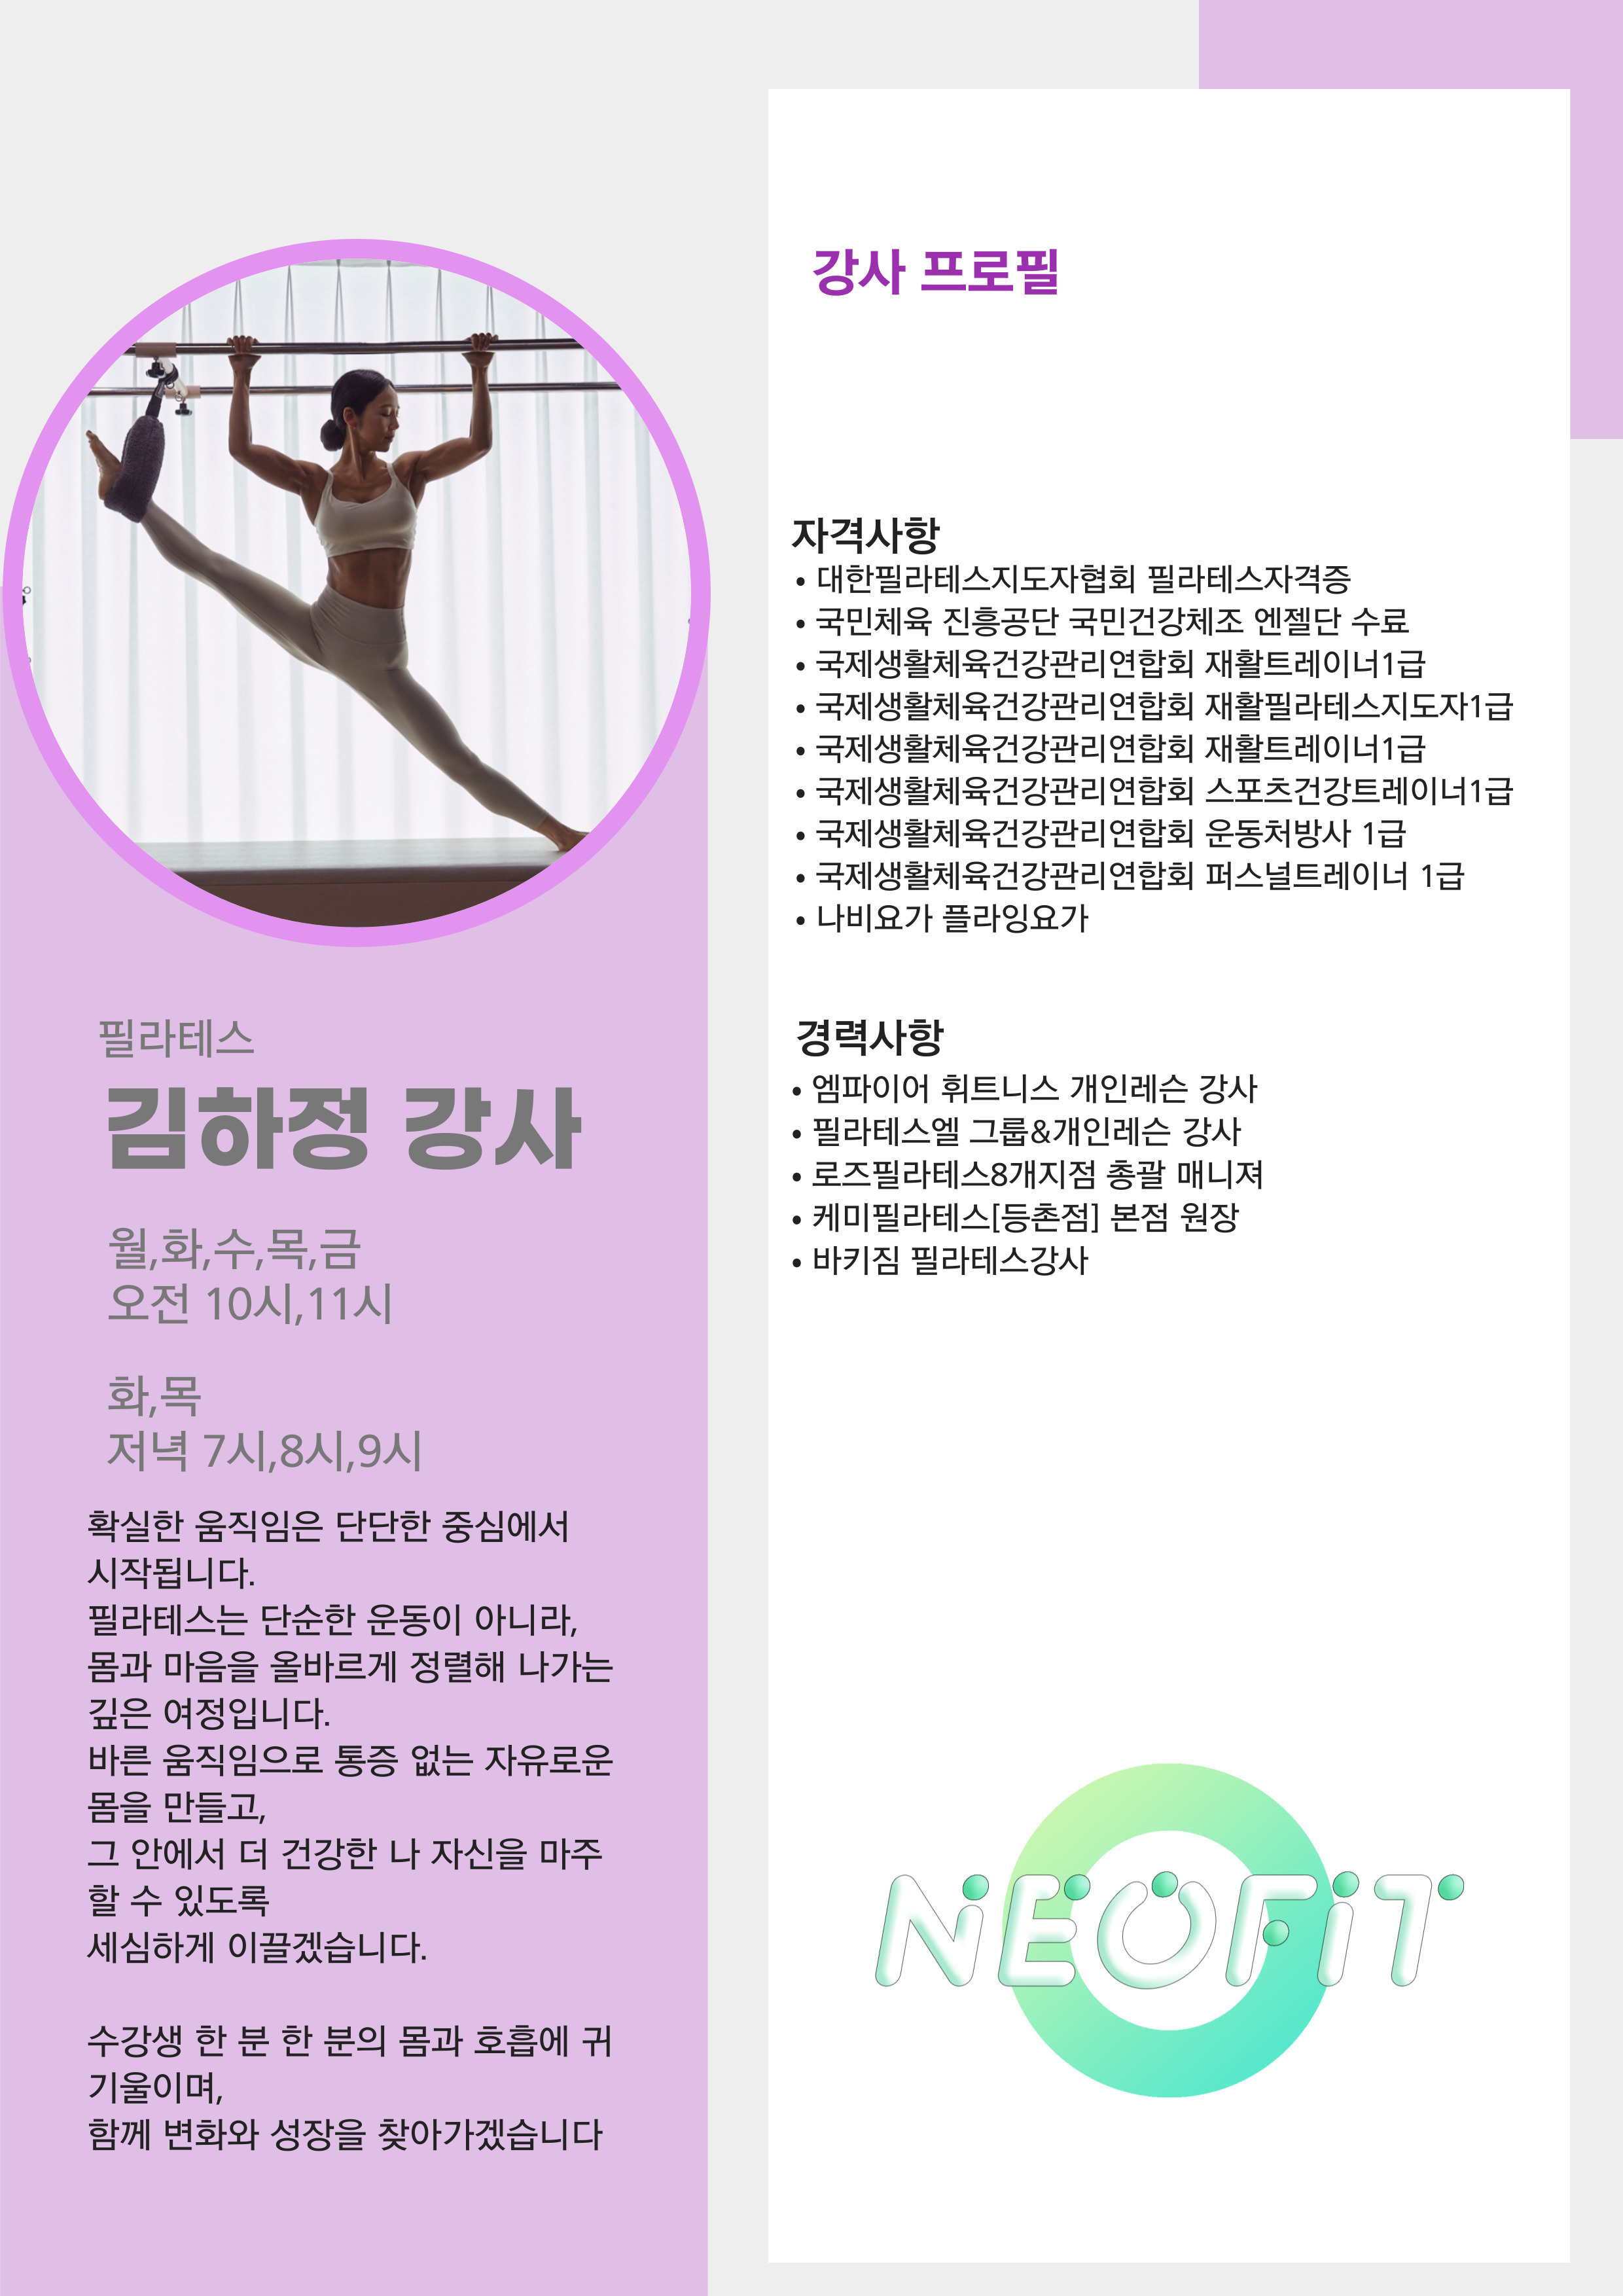 강사 프로필
자격사항
• 대한필라테스지도자협회 필라테스자격증
• 국민체육 진흥공단 국민건강체조 엔젤단 수료
• 국제생활체육건강관리연합회 재활트레이너1급
• 국제생활체육건강관리연합회 재활필라테스지도자1급
• 국제생활체육건강관리연합회 재활트레이너1급
• 국제생활체육건강관리연합회 스포츠건강트레이너1급
• 국제생활체육건강관리연합회 운동처방사 1급
• 국제생활체육건강관리연합회 퍼스널트레이너 1급
• 나비요가 플라잉요가
경력사항
• 엠파이어 휘트니스 개인레슨 강사
• 필라테스엘 그룹&개인레슨 강사
• 로즈필라테스8개지점 총괄 매니져
• 케미필라테스[등촌점] 본점 원장
• 바키짐 필라테스강사
필라테스
김하정 강사
월,화,수,목,금
오전 10시,11시
화,목
저녁 7시,8시,9시
확실한 움직임은 단단한 중심에서
시작됩니다.
필라테스는 단순한 운동이 아니라,
몸과 마음을 올바르게 정렬해 나가는
깊은 여정입니다.
바른 움직임으로 통증 없는 자유로운
몸을 만들고,
그 안에서 더 건강한 나 자신을 마주
할 수 있도록
세심하게 이끌겠습니다.
수강생 한 분 한 분의 몸과 호흡에 귀
기울이며,
함께 변화와 성장을 찾아가겠습니다
NEOFiT